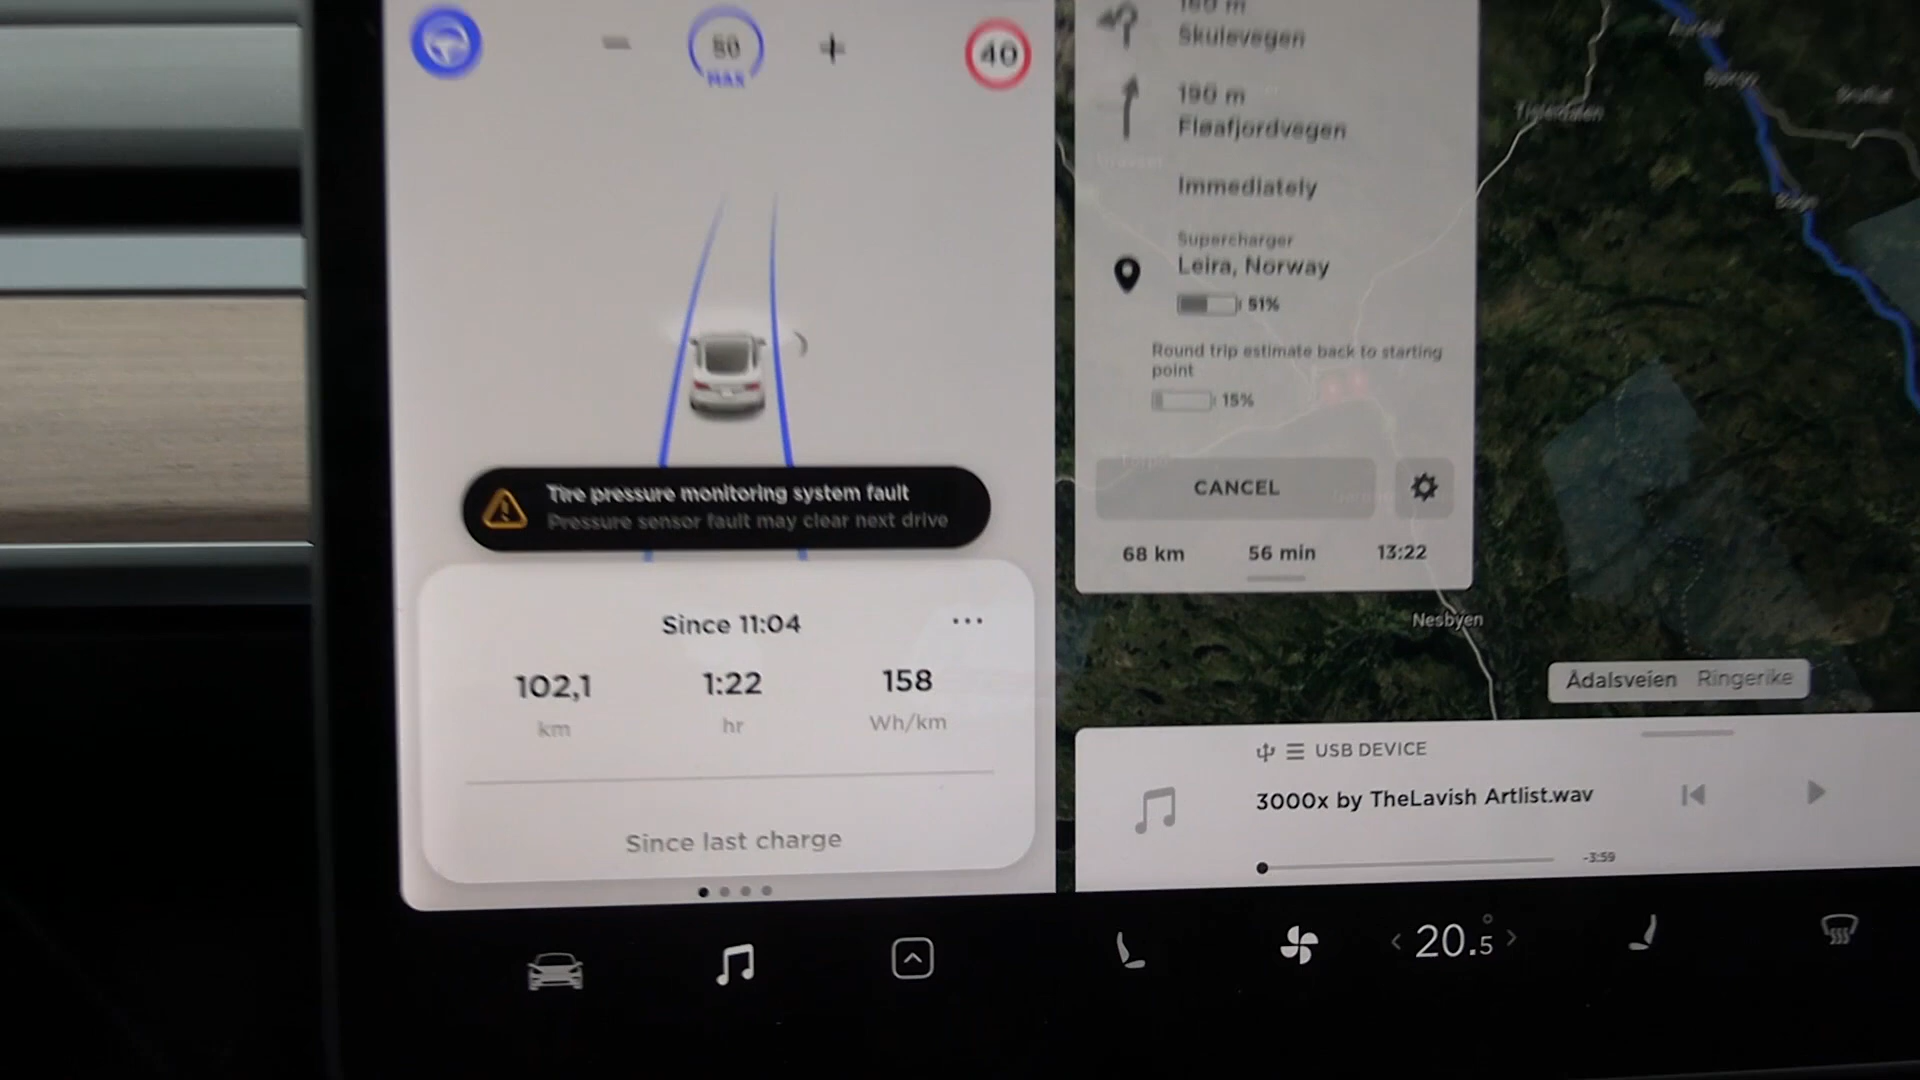 50
MAX
40
160 m
Skulevegen
190 m
Fløafjordvegen
Immediately
Supercharger
Leira, Norway
51%
Round trip estimate back to starting
point
15%
CANCEL
68 km 56 min 13:22
Tire pressure monitoring system fault
Pressure sensor fault may clear next drive
Since 11:04
102,1 1:22 158
km hr Wh/km
Since last charge
Bagn
Nesbyen
Ådalsveien Ringerike
USB DEVICE
3000x by TheLavish Artlist.wav
-3:59
20.5°